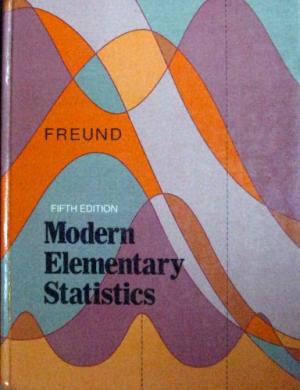 FREUND
FIFTH EDITION
Modern
Elementary
Statistics